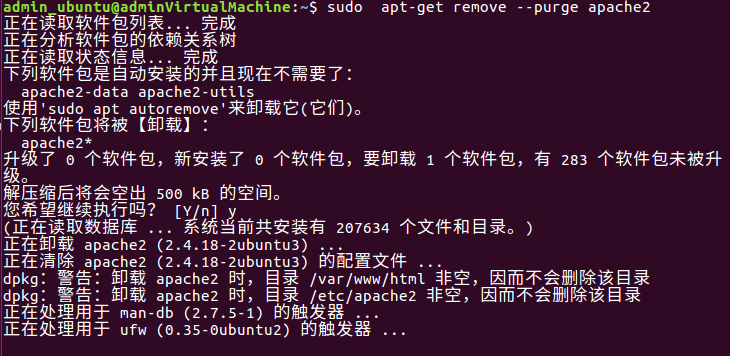 admin_ubuntu@adminVirtualMachine:~$ sudo  apt-get remove --purge apache2
正在读取软件包列表... 完成
正在分析软件包的依赖关系树
正在读取状态信息... 完成
下列软件包是自动安装的并且现在不需要了：
  apache2-data apache2-utils
使用'sudo apt autoremove'来卸载它(它们)。
下列软件包将被【卸载】：
  apache2*
升级了 0 个软件包，新安装了 0 个软件包，要卸载 1 个软件包，有 283 个软件包未被升
级。
解压缩后将会空出 500 kB 的空间。
您希望继续执行吗？ [Y/n] y
(正在读取数据库 ... 系统当前共安装有 207634 个文件和目录。)
正在卸载 apache2 (2.4.18-2ubuntu3) ...
正在清除 apache2 (2.4.18-2ubuntu3) 的配置文件 ...
dpkg: 警告: 卸载 apache2 时，目录 /var/www/html 非空，因而不会删除该目录
dpkg: 警告: 卸载 apache2 时，目录 /etc/apache2 非空，因而不会删除该目录
正在处理用于 man-db (2.7.5-1) 的触发器 ...
正在处理用于 ufw (0.35-0ubuntu2) 的触发器 ...